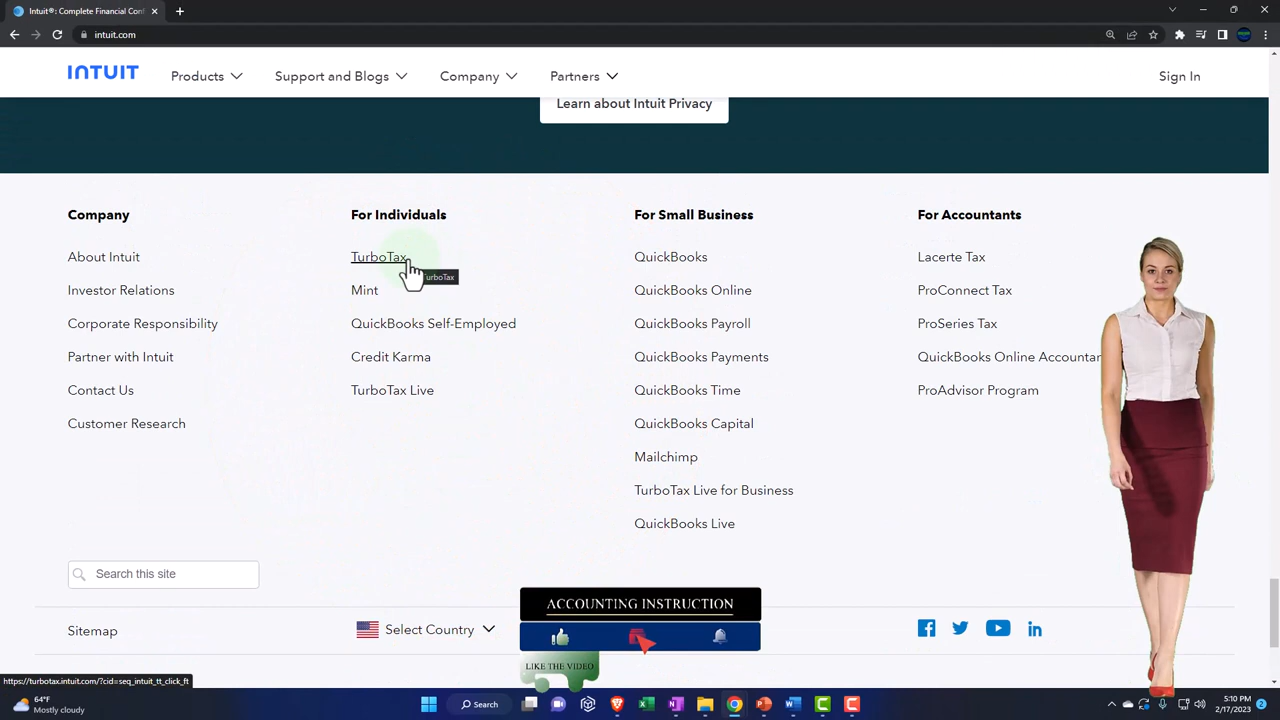 Intuit®: Complete Financial Con
intuit.com
INTUIT
Products
Support and Blogs
Company
Partners
Sign In
Learn about Intuit Privacy
Company
About Intuit
Investor Relations
Corporate Responsibility
Partner with Intuit
Contact Us
Customer Research
For Individuals
TurboTax
TurboTax
Mint
QuickBooks Self-Employed
Credit Karma
TurboTax Live
For Small Business
QuickBooks
QuickBooks Online
QuickBooks Payroll
QuickBooks Payments
QuickBooks Time
QuickBooks Capital
Mailchimp
TurboTax Live for Business
QuickBooks Live
For Accountants
Lacerte Tax
ProConnect Tax
ProSeries Tax
QuickBooks Online Accountan
ProAdvisor Program
Search this site
Sitemap
Select Country
ACCOUNTING INSTRUCTION
LIKE THE VIDEO
https://turbotax.intuit.com/?cid=seq_intuit_tt_click_ft
64°F
Mostly cloudy
Search
5:10 PM
2/17/2023
2